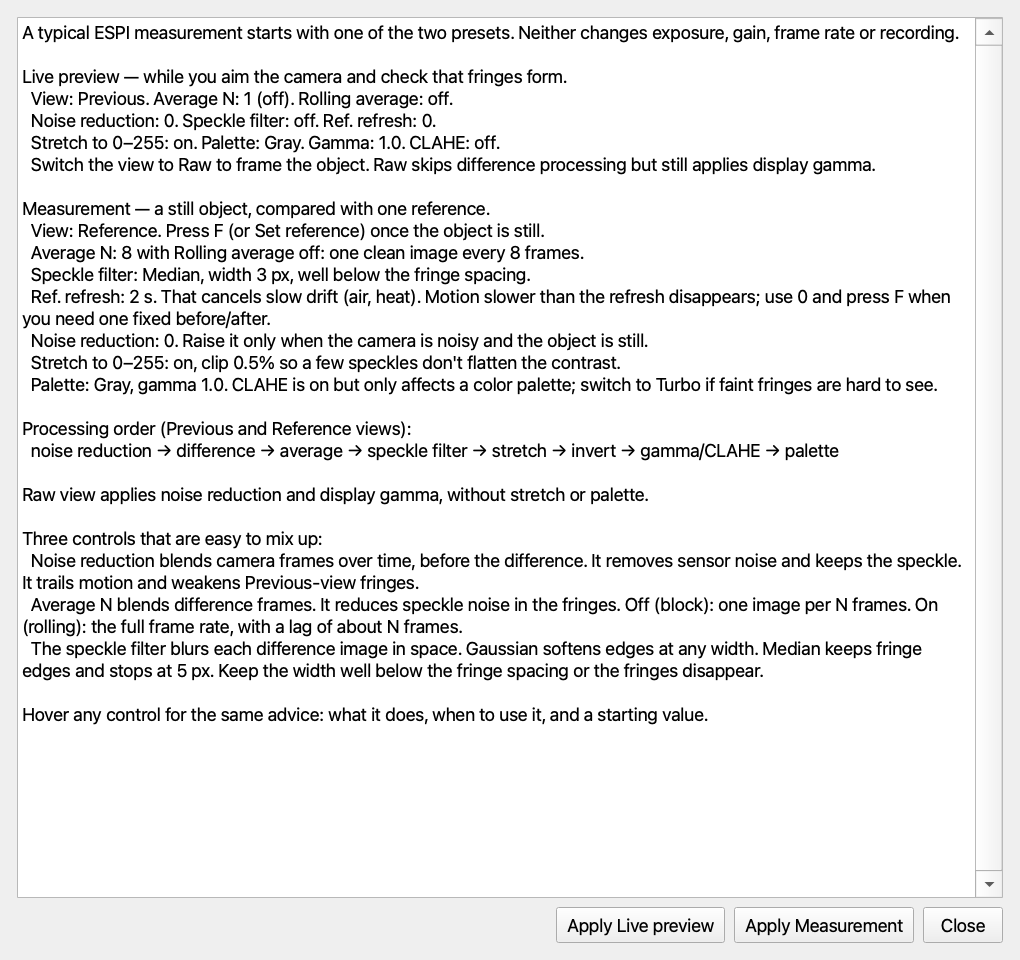 A typical ESPI measurement starts with one of the two presets. Neither changes exposure, gain, frame rate or recording.
Live preview — while you aim the camera and check that fringes form.
View: Previous. Average N: 1 (off). Rolling average: off.
Noise reduction: 0. Speckle filter: off. Ref. refresh: 0.
Stretch to 0–255: on. Palette: Gray. Gamma: 1.0. CLAHE: off.
Switch the view to Raw to frame the object. Raw skips difference processing but still applies display gamma.
Measurement — a still object, compared with one reference.
View: Reference. Press F (or Set reference) once the object is still.
Average N: 8 with Rolling average off: one clean image every 8 frames.
Speckle filter: Median, width 3 px, well below the fringe spacing.
Ref. refresh: 2 s. That cancels slow drift (air, heat). Motion slower than the refresh disappears; use 0 and press F when
you need one fixed before/after.
Noise reduction: 0. Raise it only when the camera is noisy and the object is still.
Stretch to 0–255: on, clip 0.5% so a few speckles don't flatten the contrast.
Palette: Gray, gamma 1.0. CLAHE is on but only affects a color palette; switch to Turbo if faint fringes are hard to see.
Processing order (Previous and Reference views):
noise reduction → difference → average → speckle filter → stretch → invert → gamma/CLAHE → palette
Raw view applies noise reduction and display gamma, without stretch or palette.
Three controls that are easy to mix up:
Noise reduction blends camera frames over time, before the difference. It removes sensor noise and keeps the speckle.
It trails motion and weakens Previous-view fringes.
Average N blends difference frames. It reduces speckle noise in the fringes. Off (block): one image per N frames. On
(rolling): the full frame rate, with a lag of about N frames.
The speckle filter blurs each difference image in space. Gaussian softens edges at any width. Median keeps fringe
edges and stops at 5 px. Keep the width well below the fringe spacing or the fringes disappear.
Hover any control for the same advice: what it does, when to use it, and a starting value.
Apply Live preview
Apply Measurement
Close